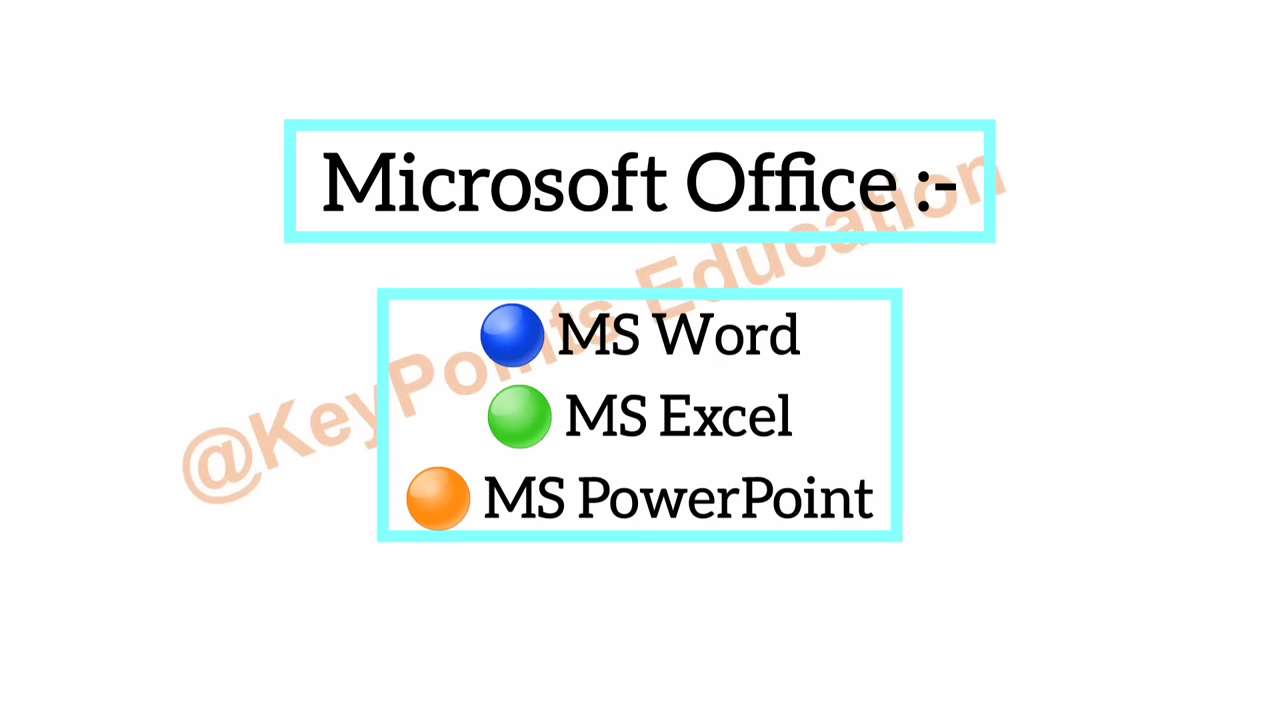 Microsoft Office :-
MS Word
MS Excel
MS PowerPoint
@KeyPoints Education